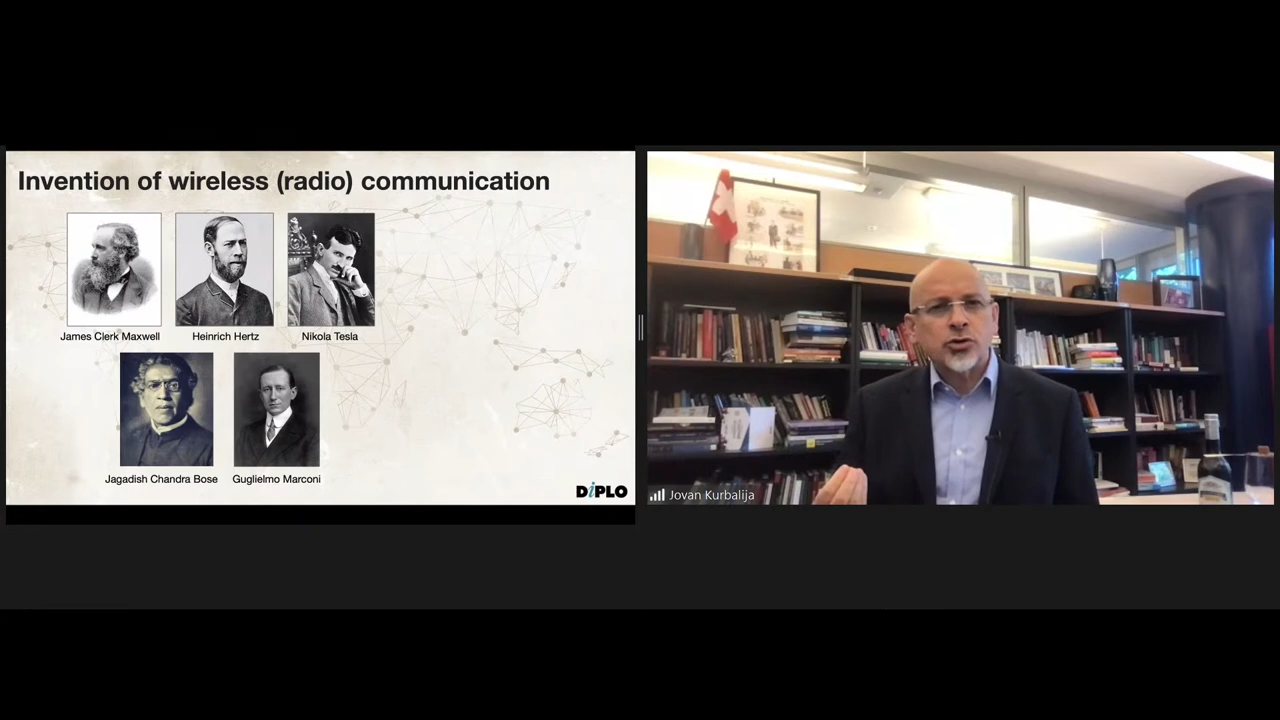 Invention of wireless (radio) communication
James Clerk Maxwell
Heinrich Hertz
Nikola Tesla
Jagadish Chandra Bose
Guglielmo Marconi
DiPLO
Jovan Kurbalija